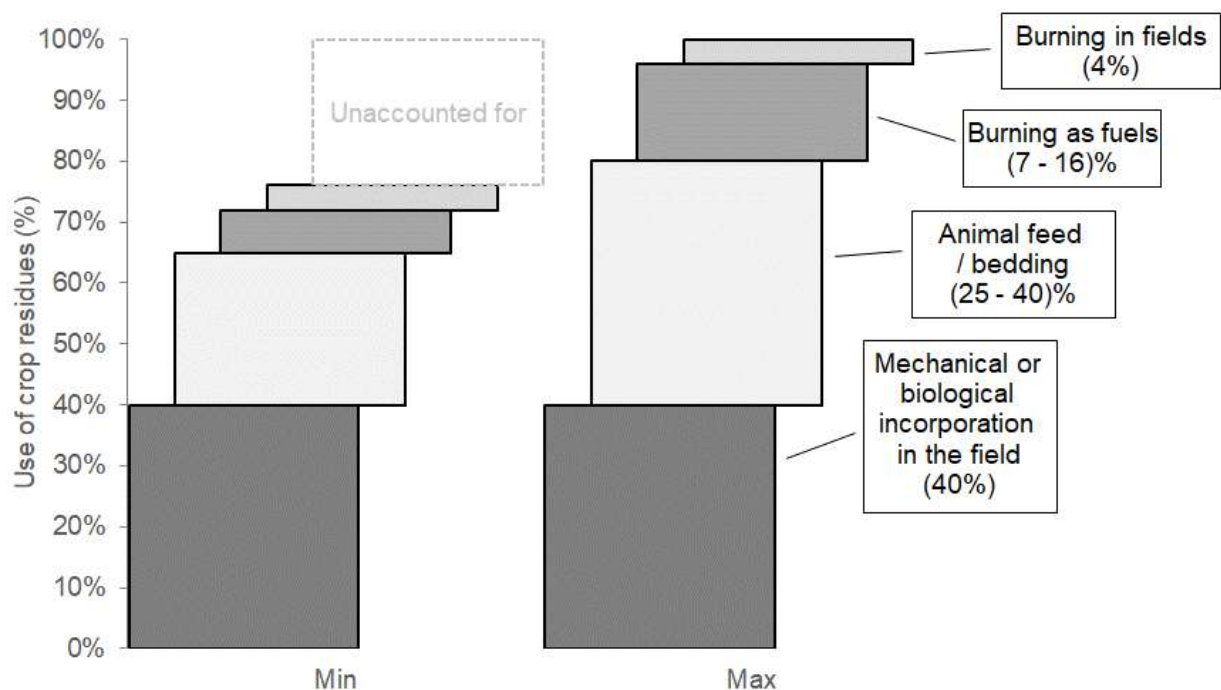 100%
90%
80%
70%
60%
50%
40%
30%
20%
10%
0%
Use of crop residues (%)
Unaccounted for
Min
Max
Burning in fields
(4%)
Burning as fuels
(7 - 16)%
Animal feed
/ bedding
(25 - 40)%
Mechanical or
biological
incorporation
in the field
(40%)